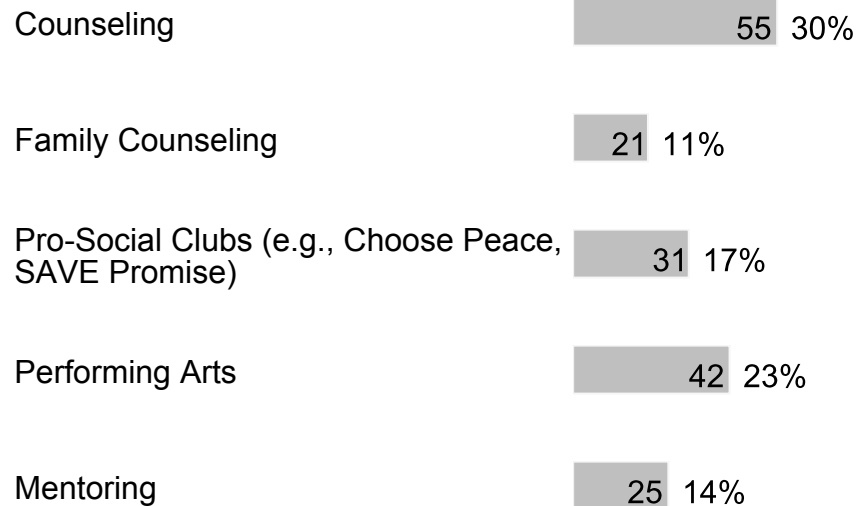 Counseling 55 30%
Family Counseling 21 11%
Pro-Social Clubs (e.g., Choose Peace,
SAVE Promise) 31 17%
Performing Arts 42 23%
Mentoring 25 14%